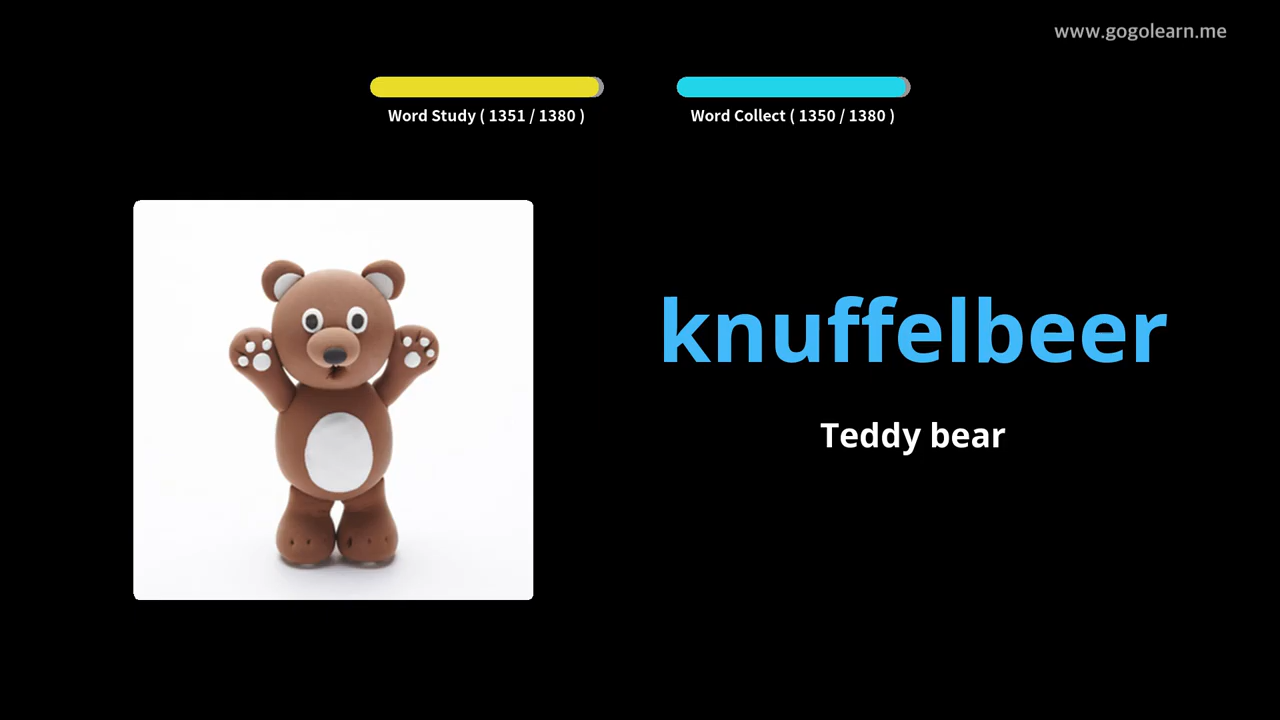 www.gogolearn.me
Word Study ( 1351 / 1380 )
Word Collect ( 1350 / 1380 )
knuffelbeer
Teddy bear